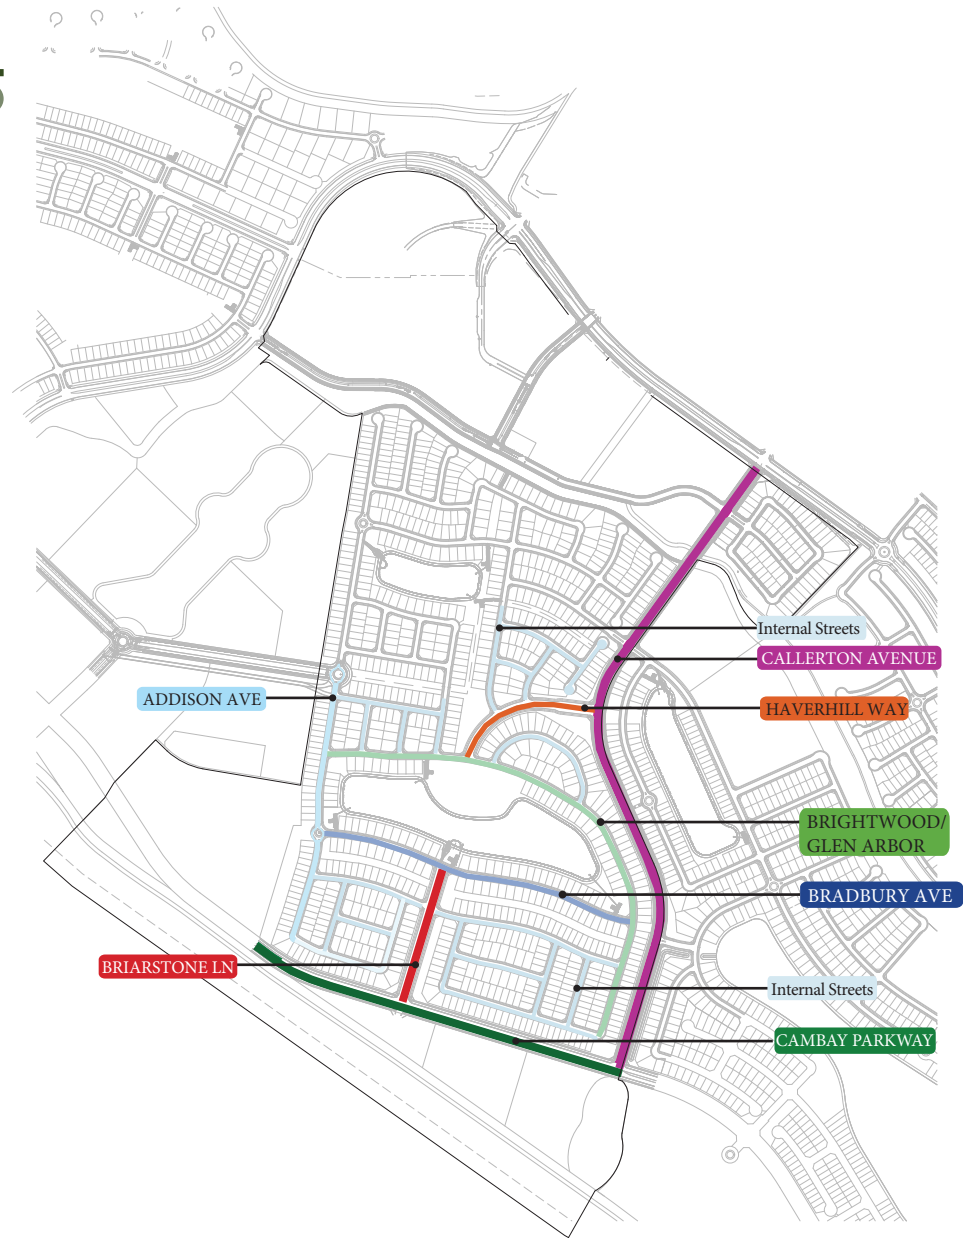 Internal Streets
CALLERTON AVENUE
ADDISON AVE
HAVERHILL WAY
BRIGHTWOOD/
GLEN ARBOR
BRADBURY AVE
BRIARSTONE LN
Internal Streets
CAMBAY PARKWAY